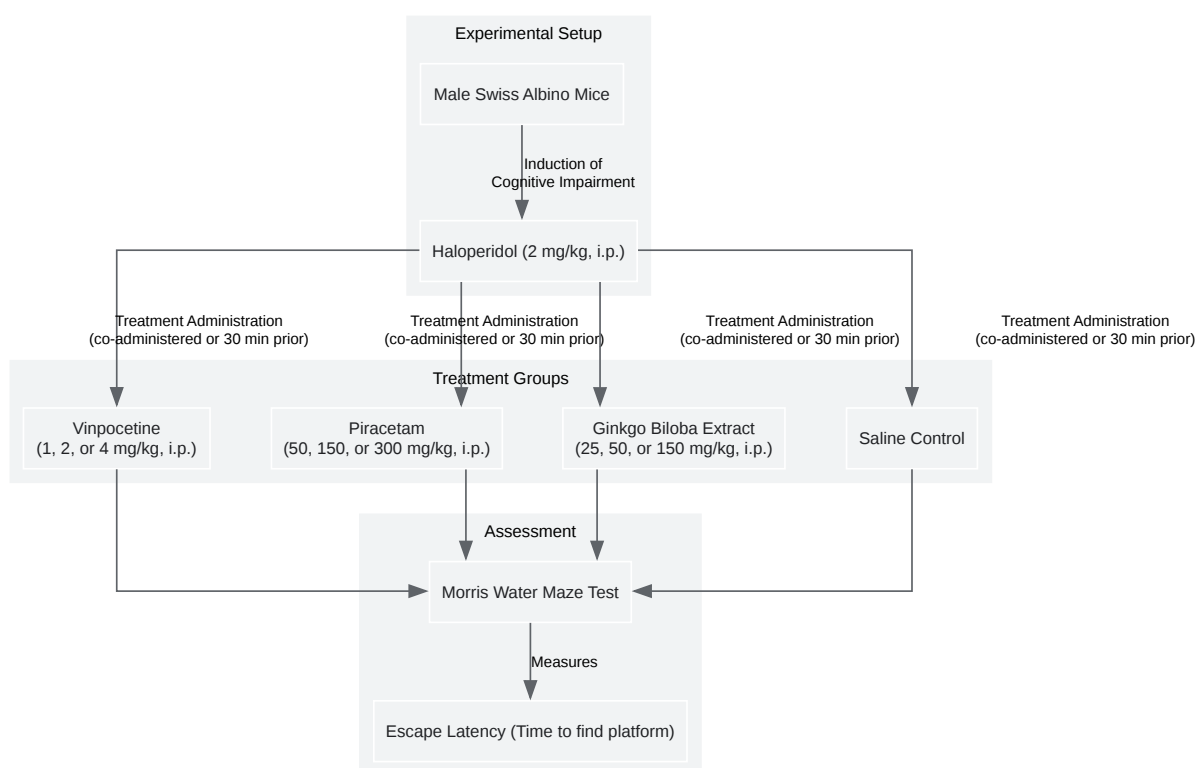 Experimental Setup
Male Swiss Albino Mice
Induction of
Cognitive Impairment
Haloperidol (2 mg/kg, i.p.)
Treatment Administration
(co-administered or 30 min prior)
Treatment Administration
(co-administered or 30 min prior)
Treatment Administration
(co-administered or 30 min prior)
Treatment Administration
(co-administered or 30 min prior)
Treatment Groups
Vinpocetine
(1, 2, or 4 mg/kg, i.p.)
Piracetam
(50, 150, or 300 mg/kg, i.p.)
Ginkgo Biloba Extract
(25, 50, or 150 mg/kg, i.p.)
Saline Control
Assessment
Morris Water Maze Test
Measures
Escape Latency (Time to find platform)